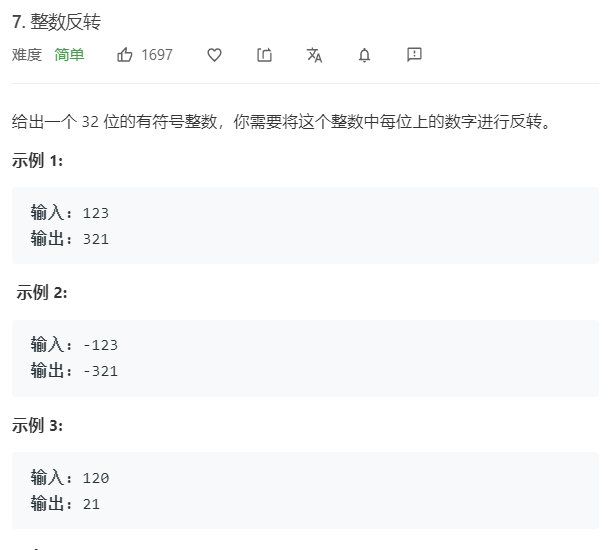 7. 整数反转
难度 简单 1697
给出一个 32 位的有符号整数，你需要将这个整数中每位上的数字进行反转。
示例 1:
输入：123
输出：321
示例 2:
输入：-123
输出：-321
示例 3:
输入：120
输出：21